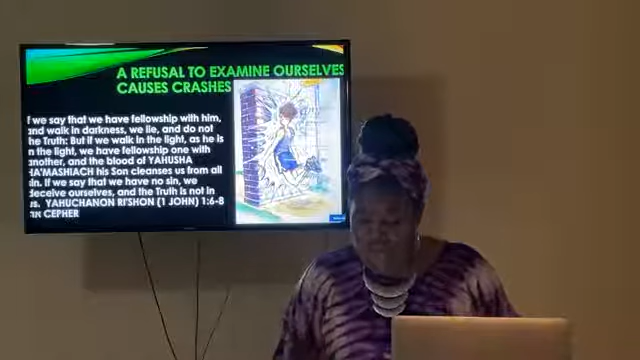 A REFUSAL TO EXAMINE OURSELVES
CAUSES CRASHES
f we say that we have fellowship with him,
and walk in darkness, we lie, and do not
he Truth: But if we walk in the light, as he is
n the light, we have fellowship one with
another, and the blood of YAHUSHA
HA'MASHIACH his Son cleanses us from all
sin. If we say that we have no sin, we
deceive ourselves, and the Truth is not in
us. YAHUCHANON RI'SHON (1 JOHN) 1:6-8
CEPHER